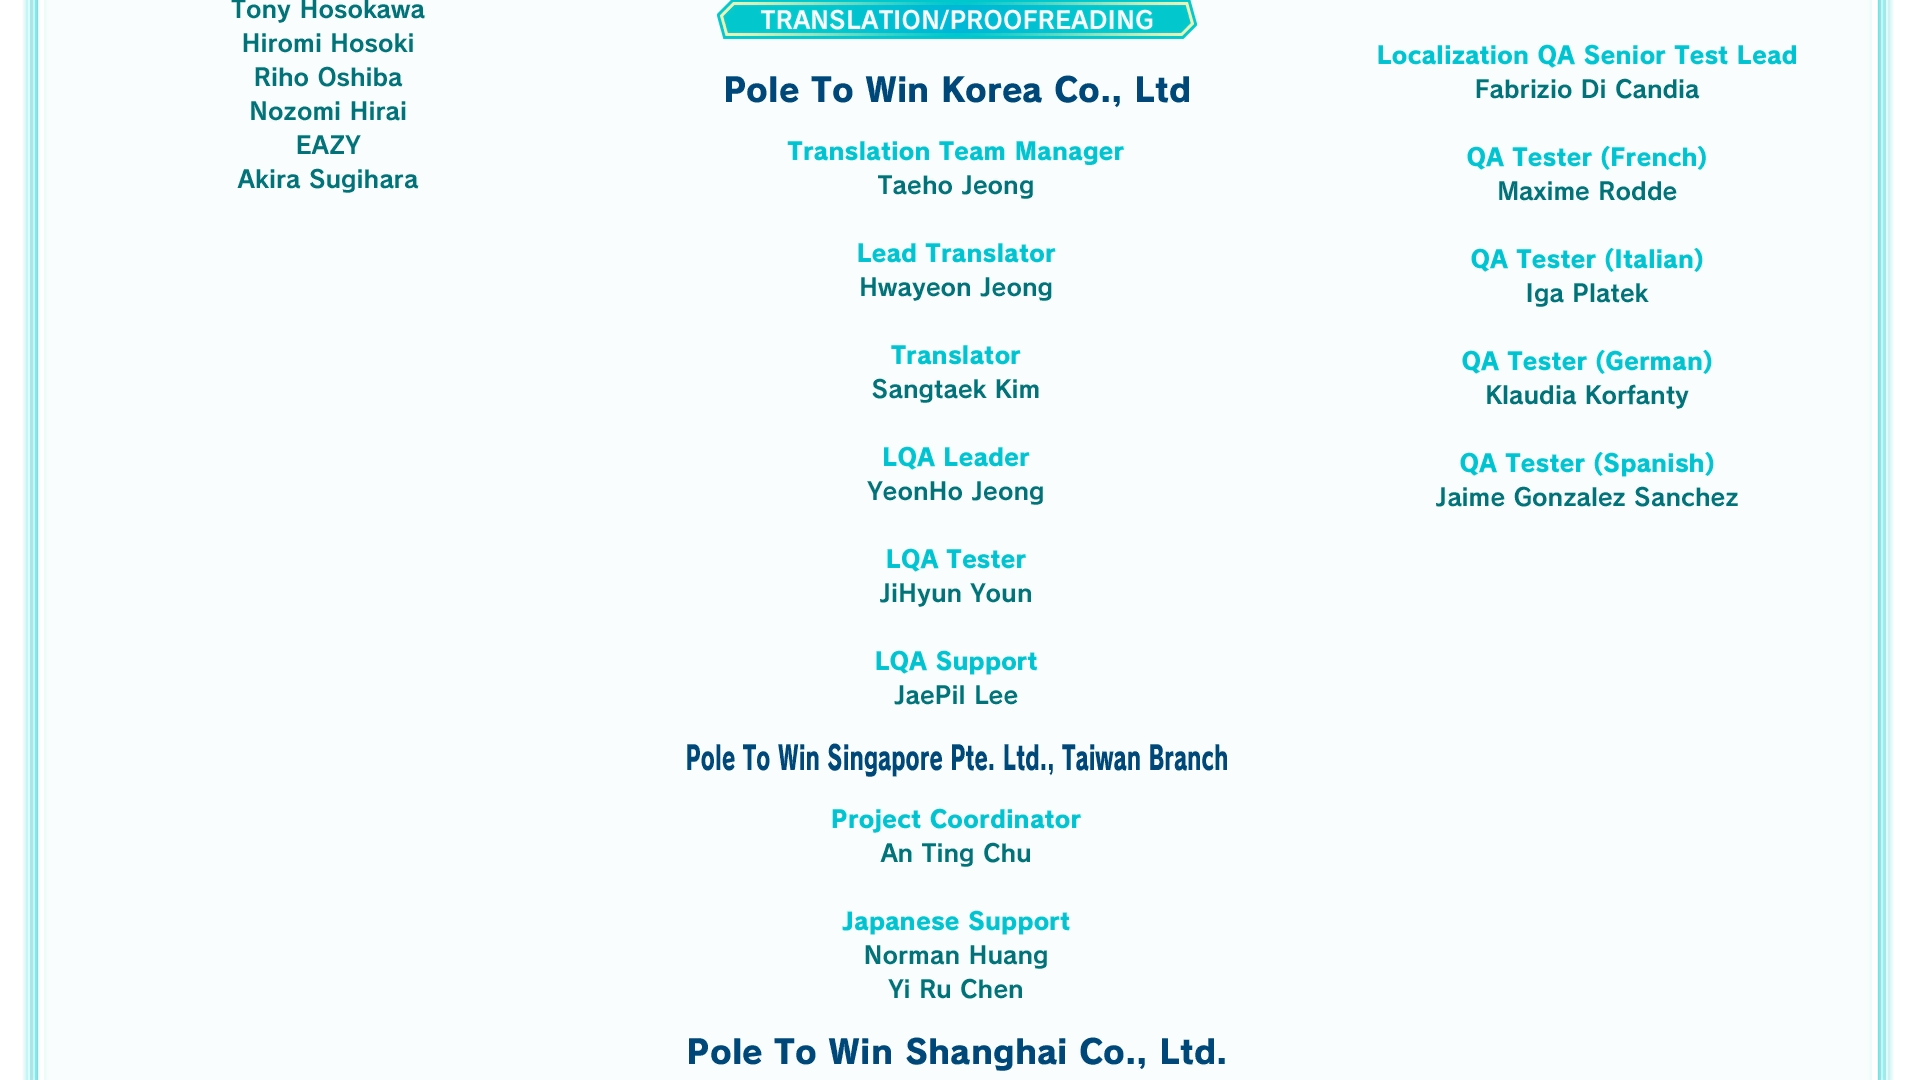 Tony Hosokawa
Hiromi Hosoki
Riho Oshiba
Nozomi Hirai
EAZY
Akira Sugihara
TRANSLATION/PROOFREADING
Pole To Win Korea Co., Ltd
Translation Team Manager
Taeho Jeong
Lead Translator
Hwayeon Jeong
Translator
Sangtaek Kim
LQA Leader
YeonHo Jeong
LQA Tester
JiHyun Youn
LQA Support
JaePil Lee
Pole To Win Singapore Pte. Ltd., Taiwan Branch
Project Coordinator
An Ting Chu
Japanese Support
Norman Huang
Yi Ru Chen
Pole To Win Shanghai Co., Ltd.
Localization QA Senior Test Lead
Fabrizio Di Candia
QA Tester (French)
Maxime Rodde
QA Tester (Italian)
Iga Platek
QA Tester (German)
Klaudia Korfanty
QA Tester (Spanish)
Jaime Gonzalez Sanchez